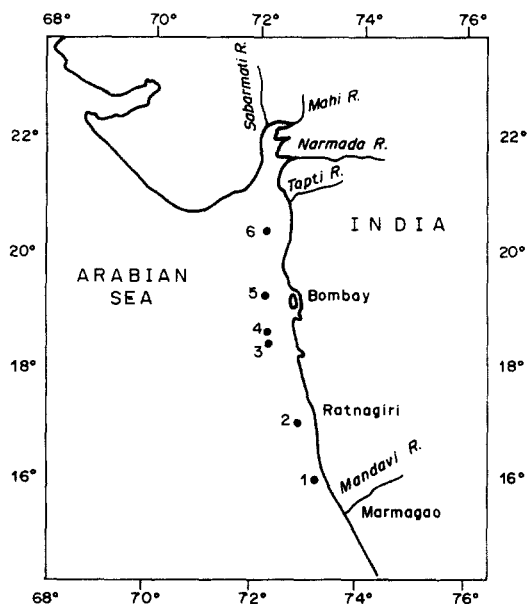 68° 70° 72° 74° 76°
Sabarmati R.
Mahi R.
22° 22°
Narmada R.
Tapti R.
6 INDIA
20° 20°
ARABIAN
SEA
5 Bombay
4
3
18° 18°
Ratnagiri
2
Mandavi R.
16° 1 16°
Marmagao
68° 70° 72° 74° 76°